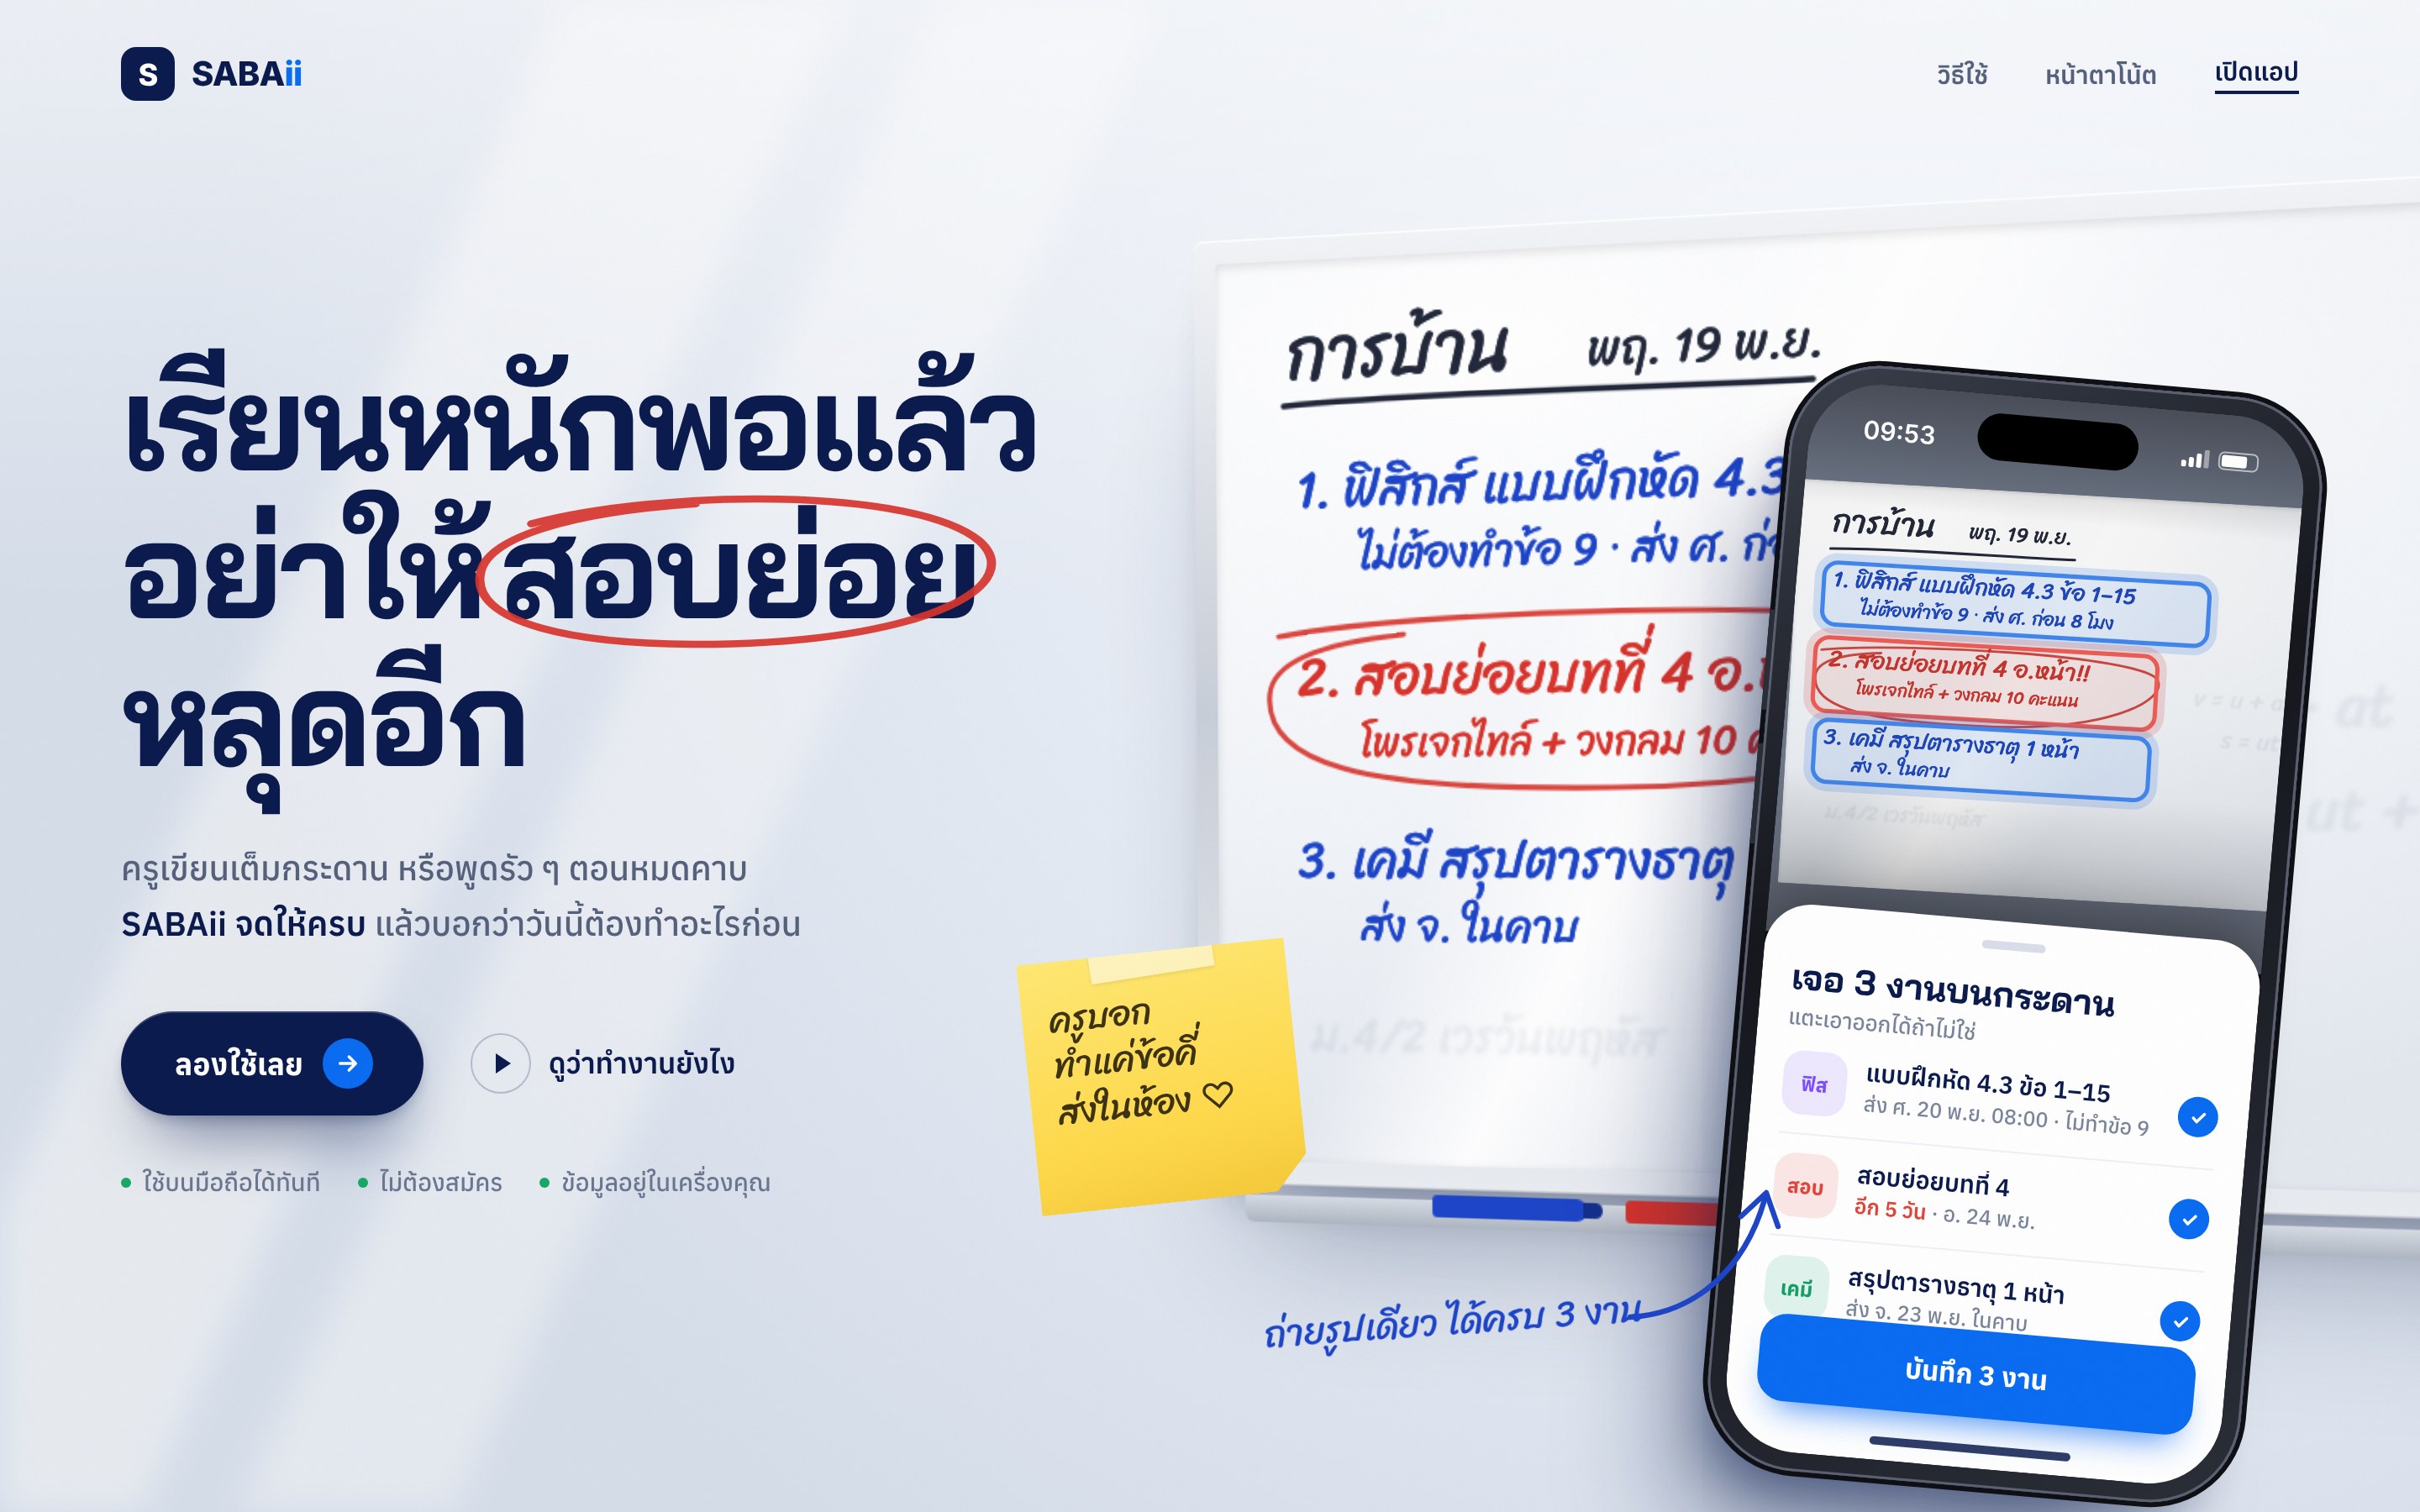 S SABAii
วิธีใช้ หน้าตาโน้ต เปิดแอป
เรียนหนักพอแล้ว
อย่าให้สอบย่อย
หลุดอีก
ครูเขียนเต็มกระดาน หรือพูดรัว ๆ ตอนหมดคาบ
SABAii จดให้ครบ แล้วบอกว่าวันนี้ต้องทำอะไรก่อน
ลองใช้เลย
ดูว่าทำงานยังไง
ใช้บนมือถือได้ทันที
ไม่ต้องสมัคร
ข้อมูลอยู่ในเครื่องคุณ
การบ้าน พฤ. 19 พ.ย.
1. ฟิสิกส์ แบบฝึกหัด 4.3
ไม่ต้องทำข้อ 9 · ส่ง ศ.
2. สอบย่อยบทที่ 4
โพรเจกไทล์ + วงกลม 10
3. เคมี สรุปตารางธาตุ
ส่ง จ. ในคาบ
ม.4/2 เวรวันพฤหัส
at
ut +
ครูบอก
ทำแค่ข้อคี่
ส่งในห้อง ♡
ถ่ายรูปเดียว ได้ครบ 3 งาน
09:53
การบ้าน พฤ. 19 พ.ย.
1. ฟิสิกส์ แบบฝึกหัด 4.3 ข้อ 1–15
ไม่ต้องทำข้อ 9 · ส่ง ศ. ก่อน 8 โมง
2. สอบย่อยบทที่ 4 อ.หน้า!!
โพรเจกไทล์ + วงกลม 10 คะแนน
3. เคมี สรุปตารางธาตุ 1 หน้า
ส่ง จ. ในคาบ
v = u + a
s = ut
ม.4/2 เวรวันพฤหัส
เจอ 3 งานบนกระดาน
แตะเอาออกได้ถ้าไม่ใช่
ฟิส
แบบฝึกหัด 4.3 ข้อ 1–15
ส่ง ศ. 20 พ.ย. 08:00 · ไม่ทำข้อ 9
สอบ
สอบย่อยบทที่ 4
อีก 5 วัน · อ. 24 พ.ย.
เคมี
สรุปตารางธาตุ 1 หน้า
ส่ง จ. 23 พ.ย. ในคาบ
บันทึก 3 งาน